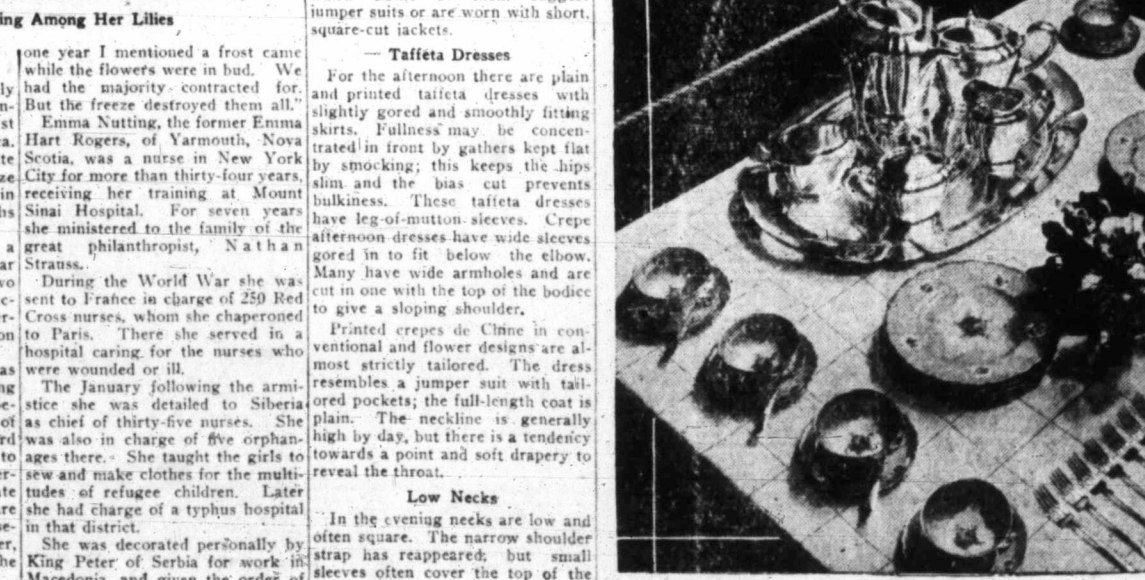 ing Among Her Lilies
one year I mentioned a frost came
while the flowers were in bud. We
had the majority contracted for.
But the freeze destroyed them all."
Emma Nutting, the former Emma
Hart Rogers, of Yarmouth, Nova
Scotia, was a nurse in New York
City for more than thirty-four years,
receiving her training at Mount
Sinai Hospital. For seven years
she ministered to the family of the
great philanthropist, Nathan
Strauss.
During the World War she was
sent to France in charge of 250 Red
Cross nurses, whom she chaperoned
to Paris. There she served in a
hospital caring for the nurses who
were wounded or ill.
The January following the armi-
stice she was detailed to Siberia
as chief of thirty-five nurses. She
was also in charge of five orphan-
ages there. She taught the girls to
sew and make clothes for the multi-
tudes of refugee children. Later
she had charge of a typhus hospital
in that district.
She was decorated personally by
King Peter of Serbia for work in
Macedonia, and given the order of
jumper suits or are worn with short,
square-cut jackets.
— Taffeta Dresses
For the afternoon there are plain
and printed taffeta dresses with
slightly gored and smoothly fitting
skirts. Fullness may be concen-
trated in front by gathers kept flat
by smocking; this keeps the hips
slim and the bias cut prevents
bulkiness. These taffeta dresses
have leg-of-mutton sleeves. Crepe
afternoon dresses have wide sleeves
gored in to fit below the elbow.
Many have wide armholes and are
cut in one with the top of the bodice
to give a sloping shoulder.
Printed crepes de Chine in con-
ventional and flower designs are al-
most strictly tailored. The dress
resembles a jumper suit with tail-
ored pockets; the full-length coat is
plain. The neckline is generally
high by day, but there is a tendency
towards a point and soft drapery to
reveal the throat.
Low Necks
In the evening necks are low and
often square. The narrow shoulder
strap has reappeared; but small
sleeves often cover the top of the